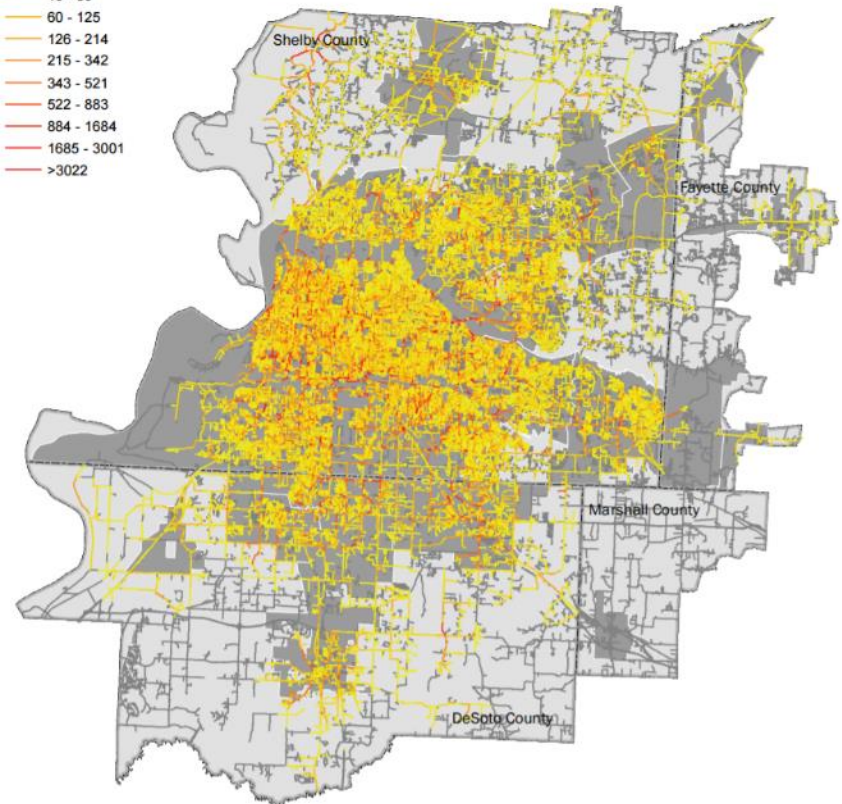 60 - 125
126 - 214
215 - 342
343 - 521
522 - 883
884 - 1684
1685 - 3001
>3022
Shelby County
Fayette County
Marshall County
DeSoto County